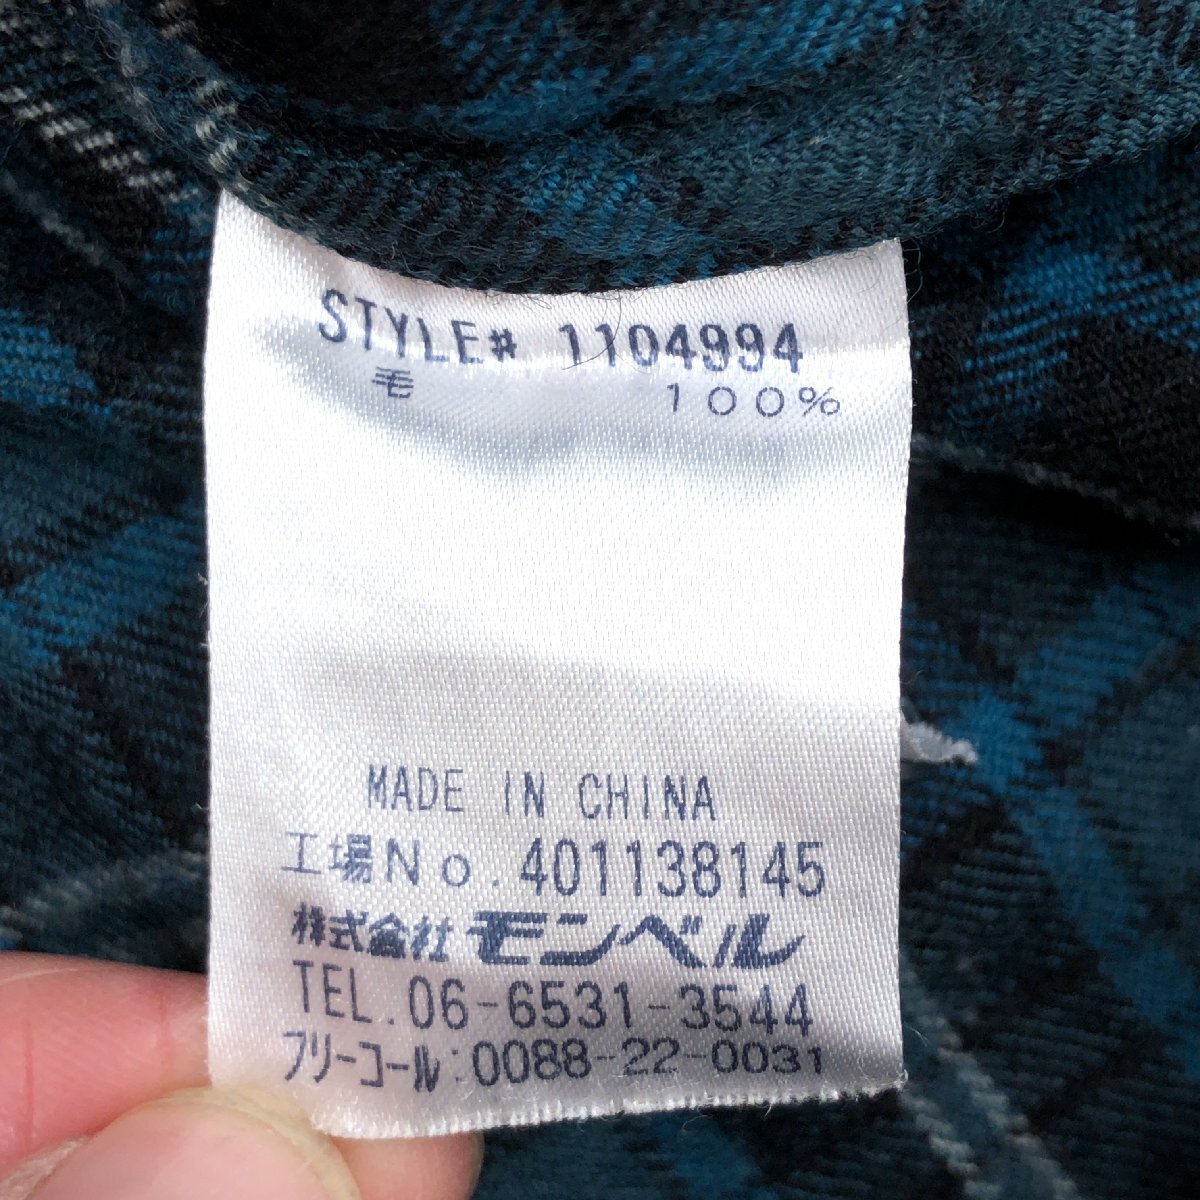 STYLE# 1104994
毛 100%
MADE IN CHINA
工場No.401138145
株式会社モンベル
TEL.06-6531-3544
フリーコール:0088-22-0031